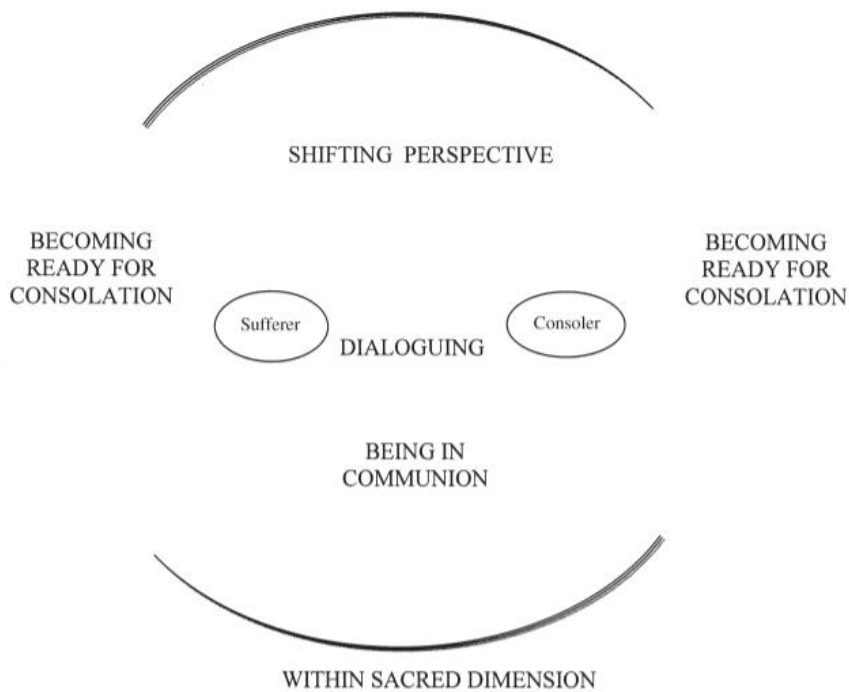 SHIFTING PERSPECTIVE
BECOMING
READY FOR
CONSOLATION
BECOMING
READY FOR
CONSOLATION
Sufferer
Consoler
DIALOGUING
BEING IN
COMMUNION
WITHIN SACRED DIMENSION